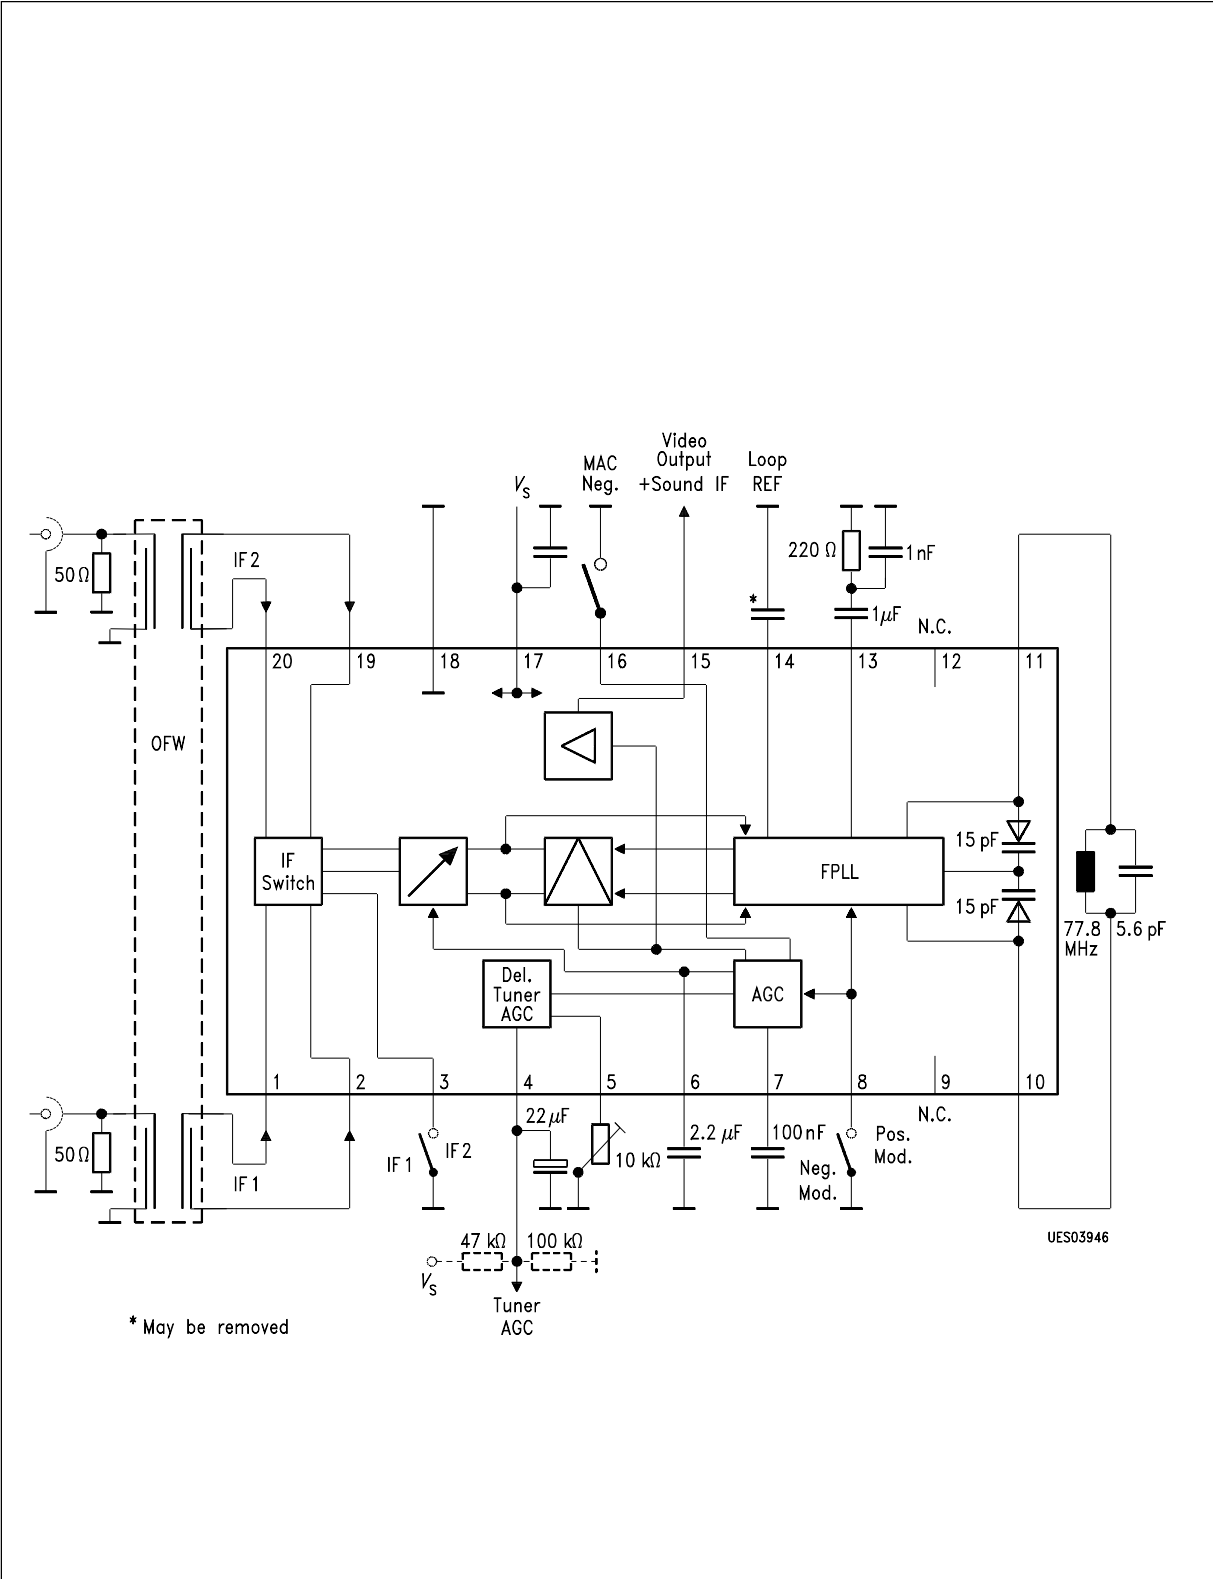 Video
Output
+Sound IF
MAC
Neg.
Loop
REF
VS
220 Ω
1 nF
*
1 μF
N.C.
50 Ω
IF 2
20
19
18
17
16
15
14
13
12
11
OFW
IF
Switch
FPLL
15 pF
15 pF
77.8
MHz
5.6 pF
Del.
Tuner
AGC
AGC
1
2
3
4
5
6
7
8
9
10
N.C.
50 Ω
IF 1
IF 1
IF 2
22 μF
10 kΩ
2.2 μF
100 nF
Neg.
Mod.
Pos.
Mod.
47 kΩ
100 kΩ
VS
Tuner
AGC
UES03946
* May be removed